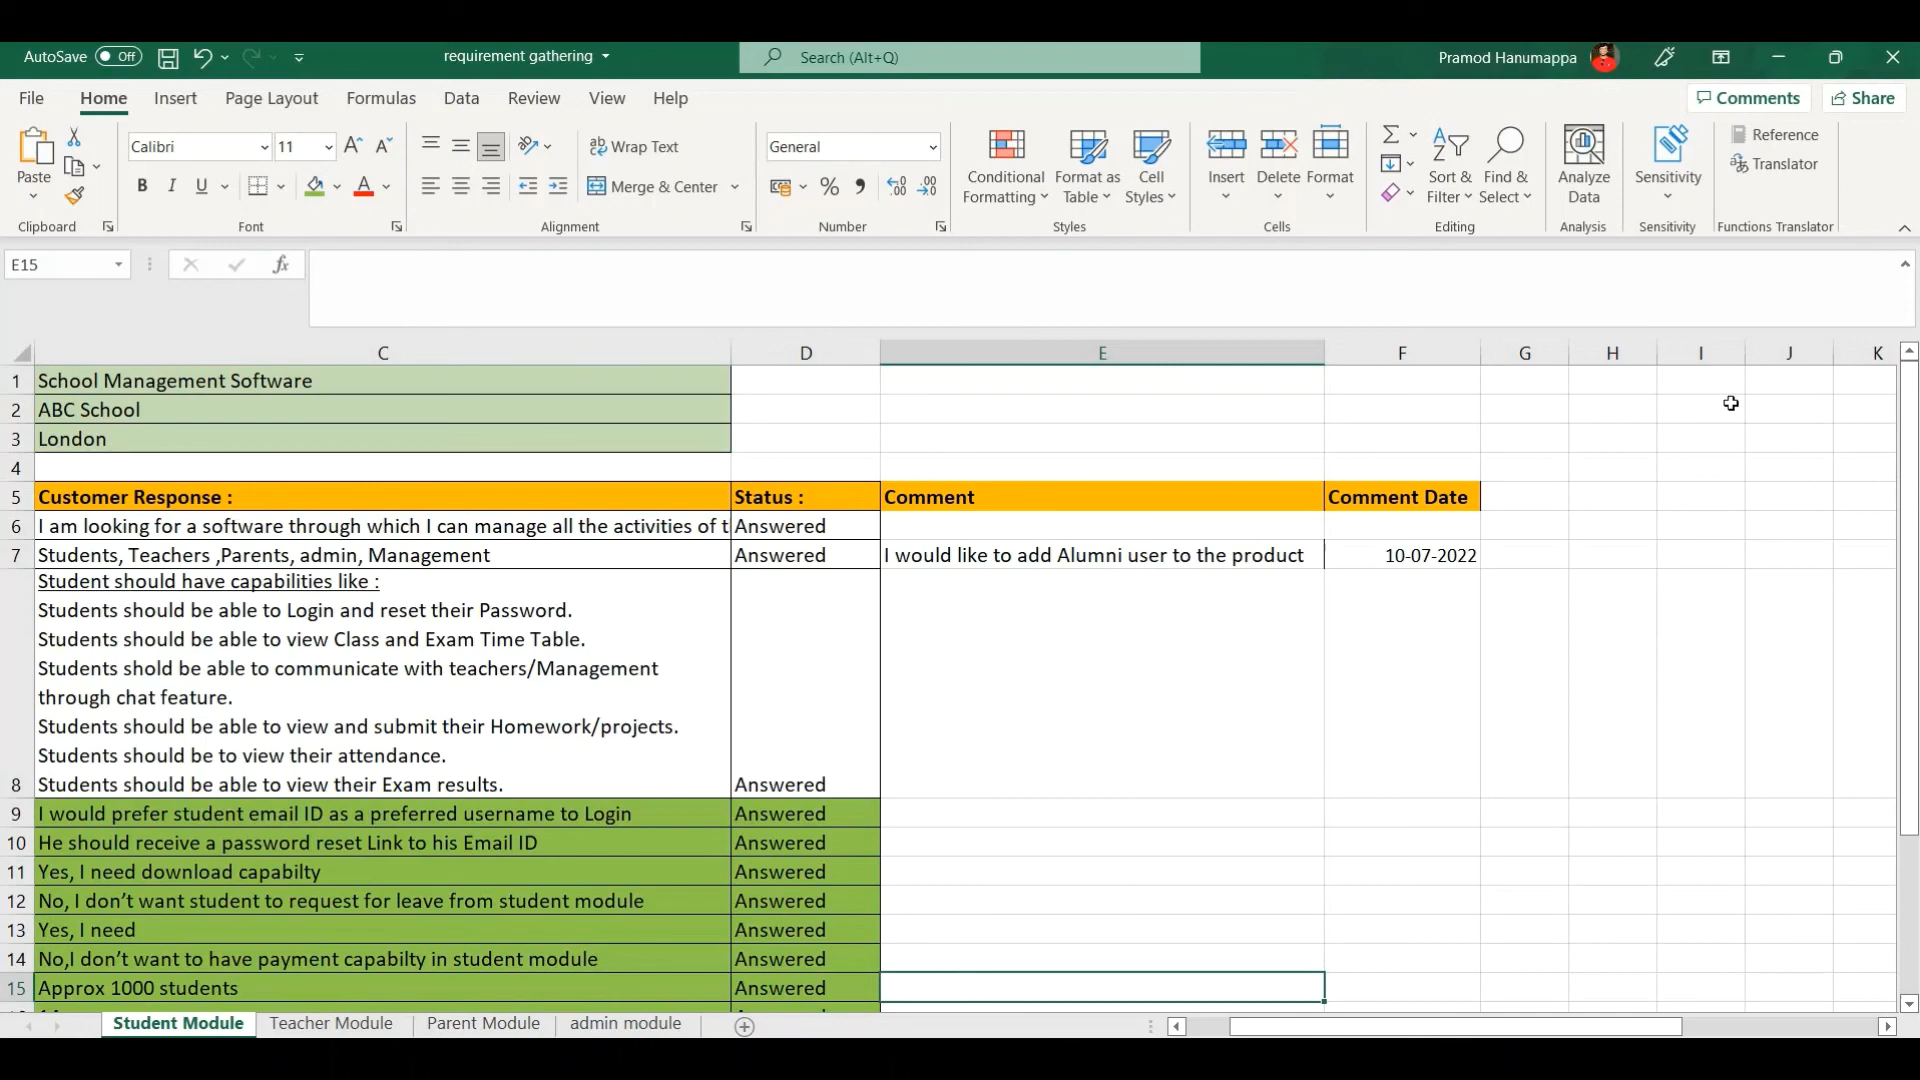 AutoSave Off requirement gathering Search (Alt+Q) Pramod Hanumappa
File Home Insert Page Layout Formulas Data Review View Help Comments Share
Paste Calibri 11 Wrap Text General Conditional Formatting Format as Table Cell Styles Insert Delete Format Sort & Filter Find & Select Analyze Data Sensitivity Reference
B I U A Merge & Center % Translator
Clipboard Font Alignment Number Styles Cells Editing Analysis Sensitivity Functions Translator
E15 fx
C D E F G H I J K
1 School Management Software
2 ABC School
3 London
4
5 Customer Response : Status : Comment Comment Date
6 I am looking for a software through which I can manage all the activities of t Answered
7 Students, Teachers ,Parents, admin, Management Answered I would like to add Alumni user to the product 10-07-2022
Student should have capabilities like :
Students should be able to Login and reset their Password.
Students should be able to view Class and Exam Time Table.
Students shold be able to communicate with teachers/Management
through chat feature.
Students should be able to view and submit their Homework/projects.
Students should be to view their attendance.
8 Students should be able to view their Exam results. Answered
9 I would prefer student email ID as a preferred username to Login Answered
10 He should receive a password reset Link to his Email ID Answered
11 Yes, I need download capabilty Answered
12 No, I don’t want student to request for leave from student module Answered
13 Yes, I need Answered
14 No,I don’t want to have payment capabilty in student module Answered
15 Approx 1000 students Answered
Student Module Teacher Module Parent Module admin module